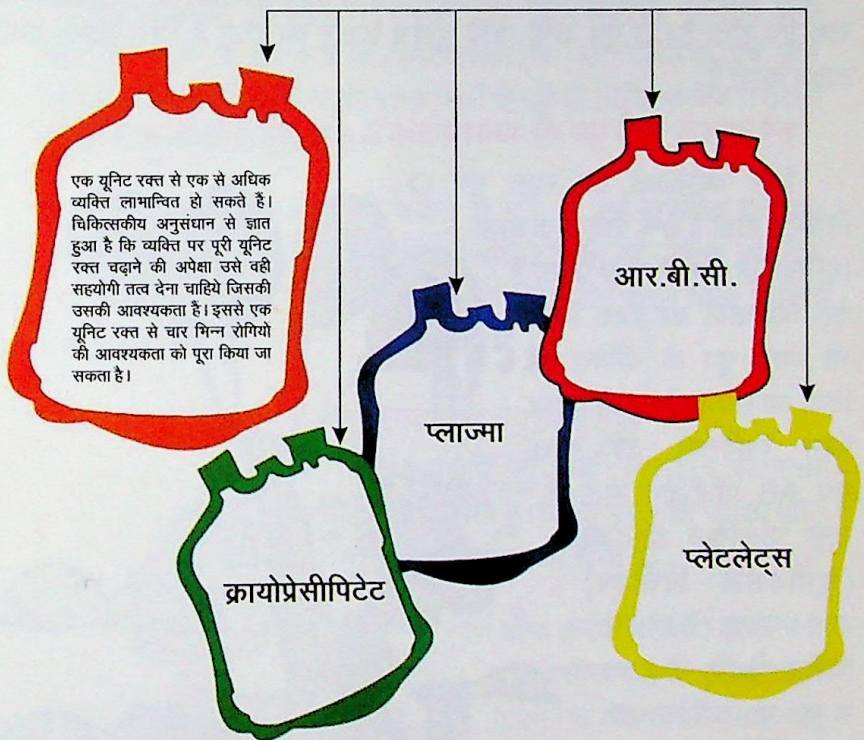 एक यूनिट रक्त से एक से अधिक
व्यक्ति लाभान्वित हो सकते हैं।
चिकित्सकीय अनुसंधान से ज्ञात
हुआ है कि व्यक्ति पर पूरी यूनिट
रक्त चढ़ाने की अपेक्षा उसे वही
सहयोगी तत्व देना चाहिये जिसकी
उसकी आवश्यकता हैं। इससे एक
यूनिट रक्त से चार भिन्न रोगियो
की आवश्यकता को पूरा किया जा
सकता है।
आर.बी.सी.
प्लाज्मा
प्लेटलेट्स
क्रायोप्रेसीपिटेट